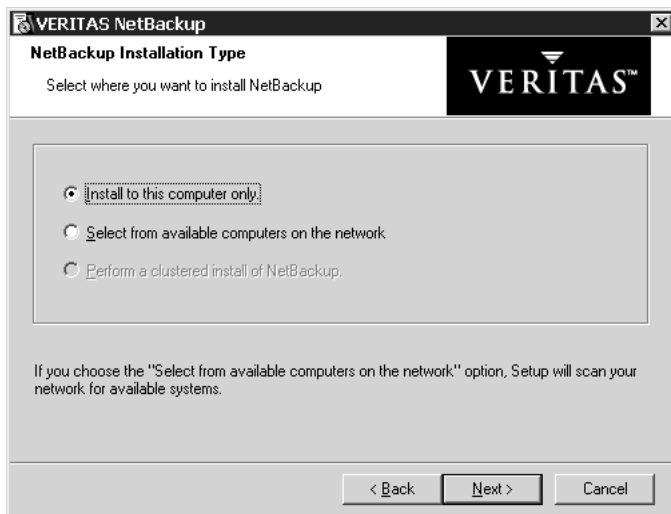 VERITAS NetBackup
NetBackup Installation Type
Select where you want to install NetBackup
VERITAS™
Install to this computer only.
Select from available computers on the network
Perform a clustered install of NetBackup.
If you choose the "Select from available computers on the network" option, Setup will scan your
network for available systems.
< Back
Next >
Cancel